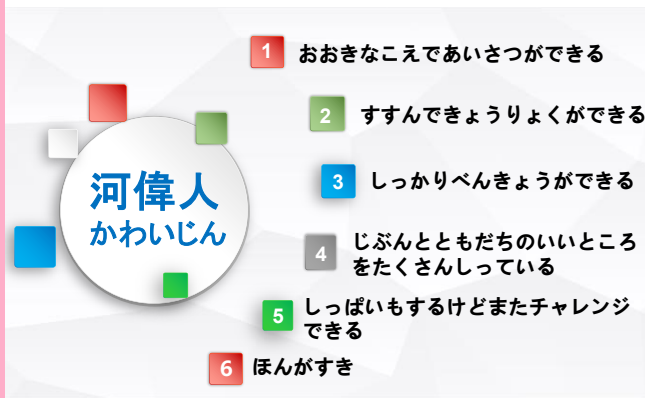 1 おおきなこえであいさつができる
2 すすんできょうりょくができる
河偉人
かわいじん
3 しっかりべんきょうができる
4 じぶんとともだちのいいところ
をたくさんしっている
5 しっぱいもするけどまたチャレンジ
できる
6 ほんがすき